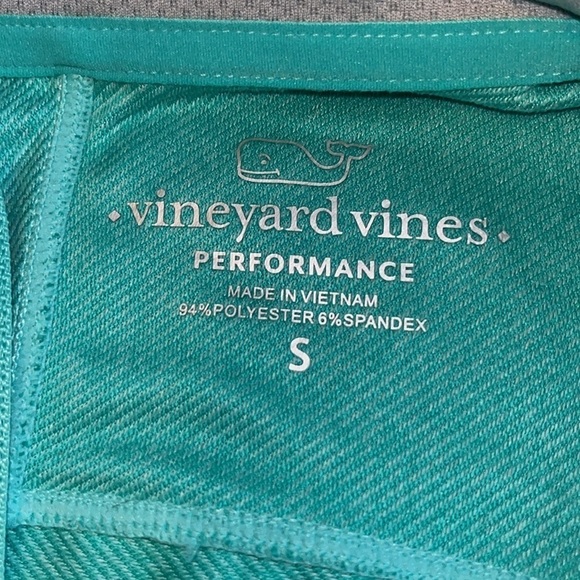 vineyard vines
PERFORMANCE
MADE IN VIETNAM
94%POLYESTER 6%SPANDEX
S